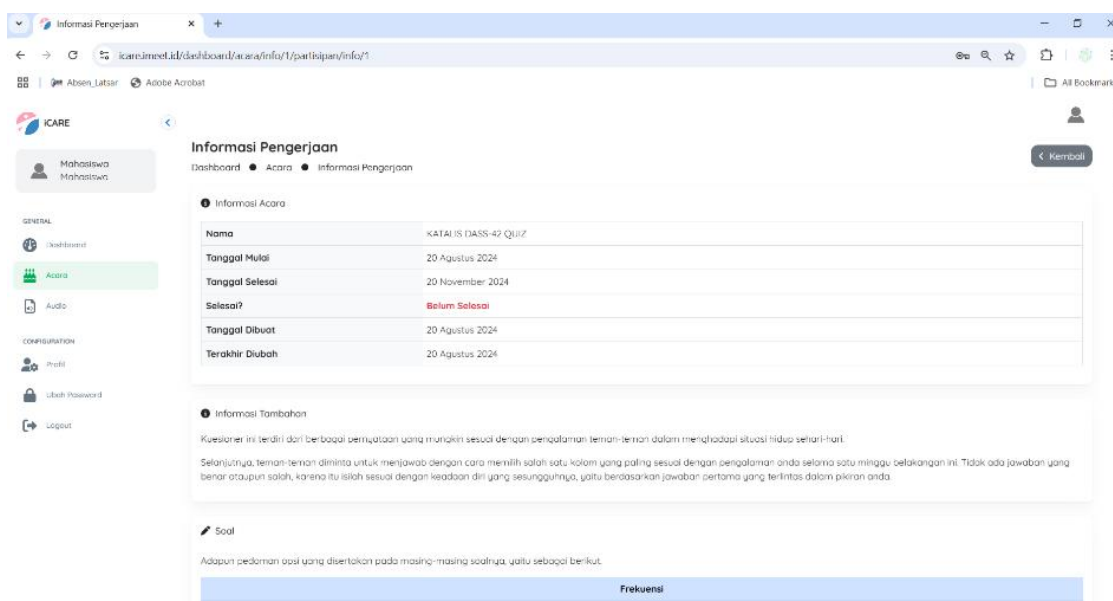 Informasi Pengerjaan
icare.imeet.id/dashboard/acara/info/1/partisipan/info/1
Absen_Latsar
Adobe Acrobat
All Bookmark
iCARE
Mahasiswa
Mahasiswa
Informasi Pengerjaan
Dashboard ● Acara ● Informasi Pengerjaan
Kembali
GENERAL
Dashboard
Acara
Audio
CONFIGURATION
Profil
Ubah Password
Logout
Informasi Acara
Nama KATALIS DASS-42 QUIZ
Tanggal Mulai 20 Agustus 2024
Tanggal Selesai 20 November 2024
Selesai? Belum Selesai
Tanggal Dibuat 20 Agustus 2024
Terakhir Diubah 20 Agustus 2024
Informasi Tambahan
Kuesioner ini terdiri dari berbagai pernyataan yang mungkin sesuai dengan pengalaman teman-teman dalam menghadapi situasi hidup sehari-hari.
Selanjutnya, teman-teman diminta untuk menjawab dengan cara memilih salah satu kolom yang paling sesuai dengan pengalaman anda selama satu minggu belakangan ini. Tidak ada jawaban yang
benar ataupun salah, karena itu isilah sesuai dengan keadaan diri yang sesungguhnya, yaitu berdasarkan jawaban pertama yang terlintas dalam pikiran anda.
Soal
Adapun pedoman opsi yang disertakan pada masing-masing soalnya, yaitu sebagai berikut.
Frekuensi